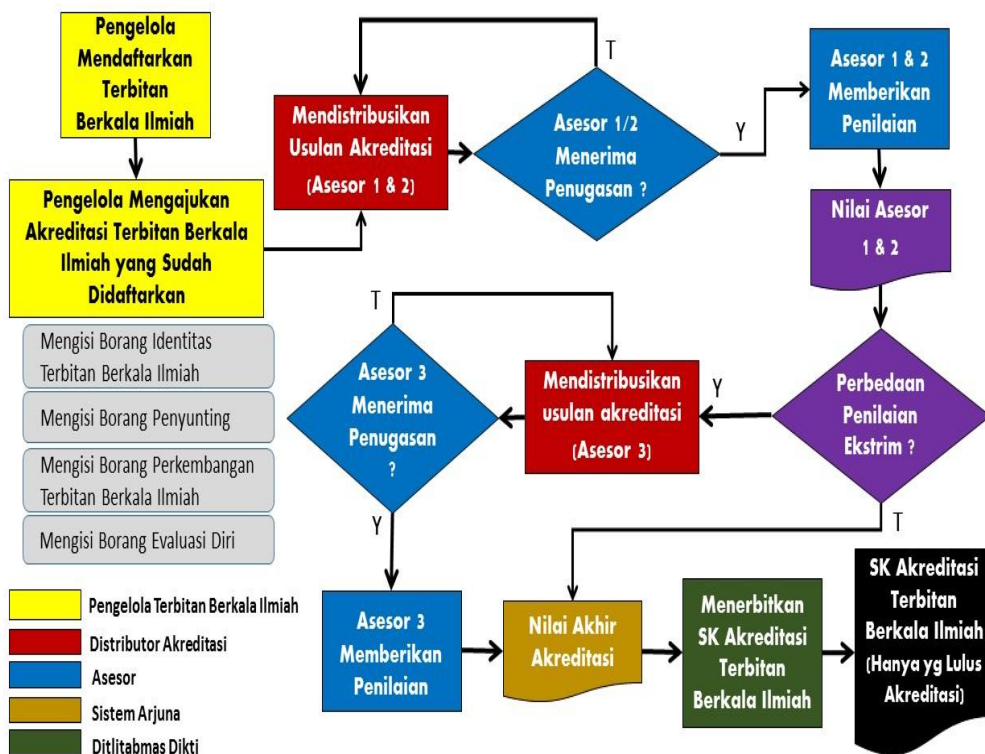 Pengelola
Mendaftarkan
Terbitan
Berkala Ilmiah
Pengelola Mengajukan
Akreditasi Terbitan Berkala
Ilmiah yang Sudah
Didaftarkan
Mengisi Borang Identitas
Terbitan Berkala Ilmiah
Mengisi Borang Penyunting
Mengisi Borang Perkembangan
Terbitan Berkala Ilmiah
Mengisi Borang Evaluasi Diri
Mendistribusikan
Usulan Akreditasi
(Asesor 1 & 2)
T
Asesor 1/2
Menerima
Penugasan ?
Y
Asesor 1 & 2
Memberikan
Penilaian
Nilai Asesor
1 & 2
Perbedaan
Penilaian
Ekstrim ?
Y
Mendistribusikan
usulan akreditasi
(Asesor 3)
T
Asesor 3
Menerima
Penugasan
?
Y
T
Asesor 3
Memberikan
Penilaian
Nilai Akhir
Akreditasi
Menerbitkan
SK Akreditasi
Terbitan
Berkala Ilmiah
SK Akreditasi
Terbitan
Berkala Ilmiah
(Hanya yg Lulus
Akreditasi)
Pengelola Terbitan Berkala Ilmiah
Distributor Akreditasi
Asesor
Sistem Arjuna
Ditlitabmas Dikti